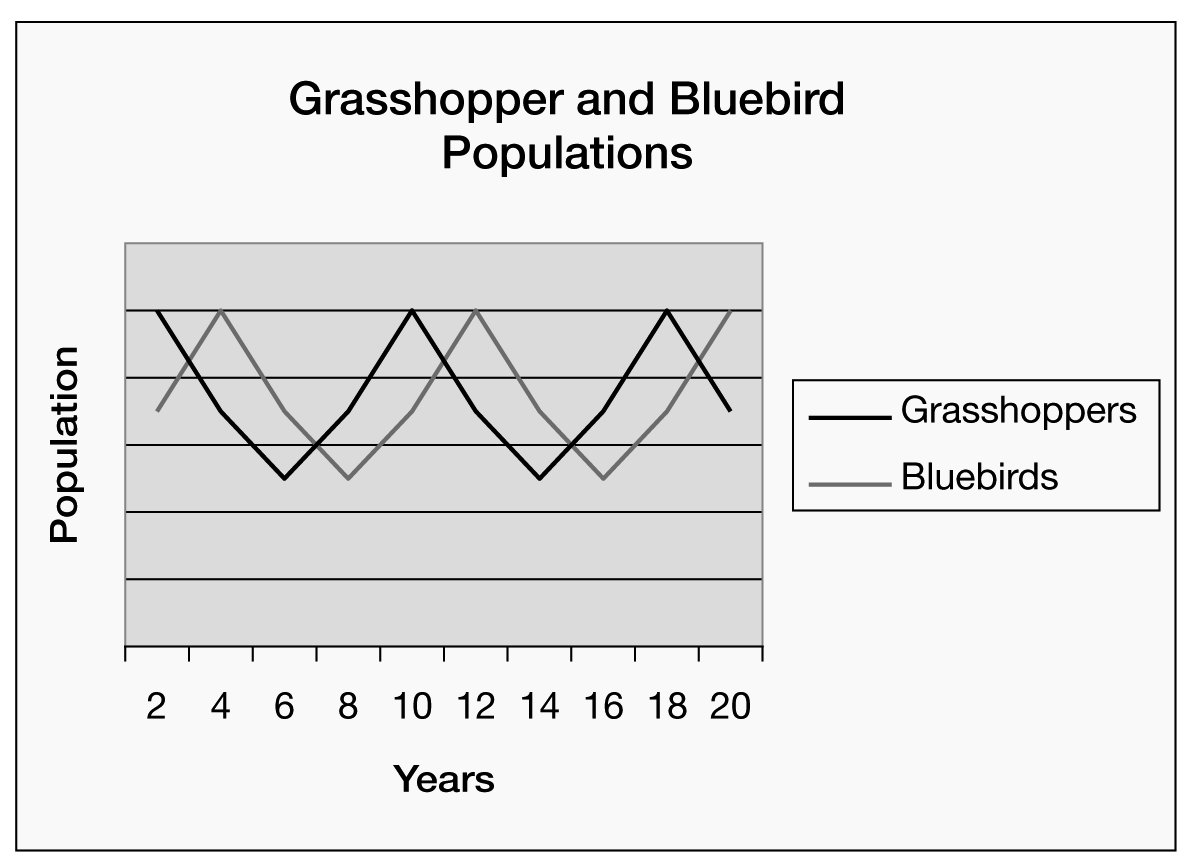 Grasshopper and Bluebird
Populations
Population
Grasshoppers
Bluebirds
2 4 6 8 10 12 14 16 18 20
Years